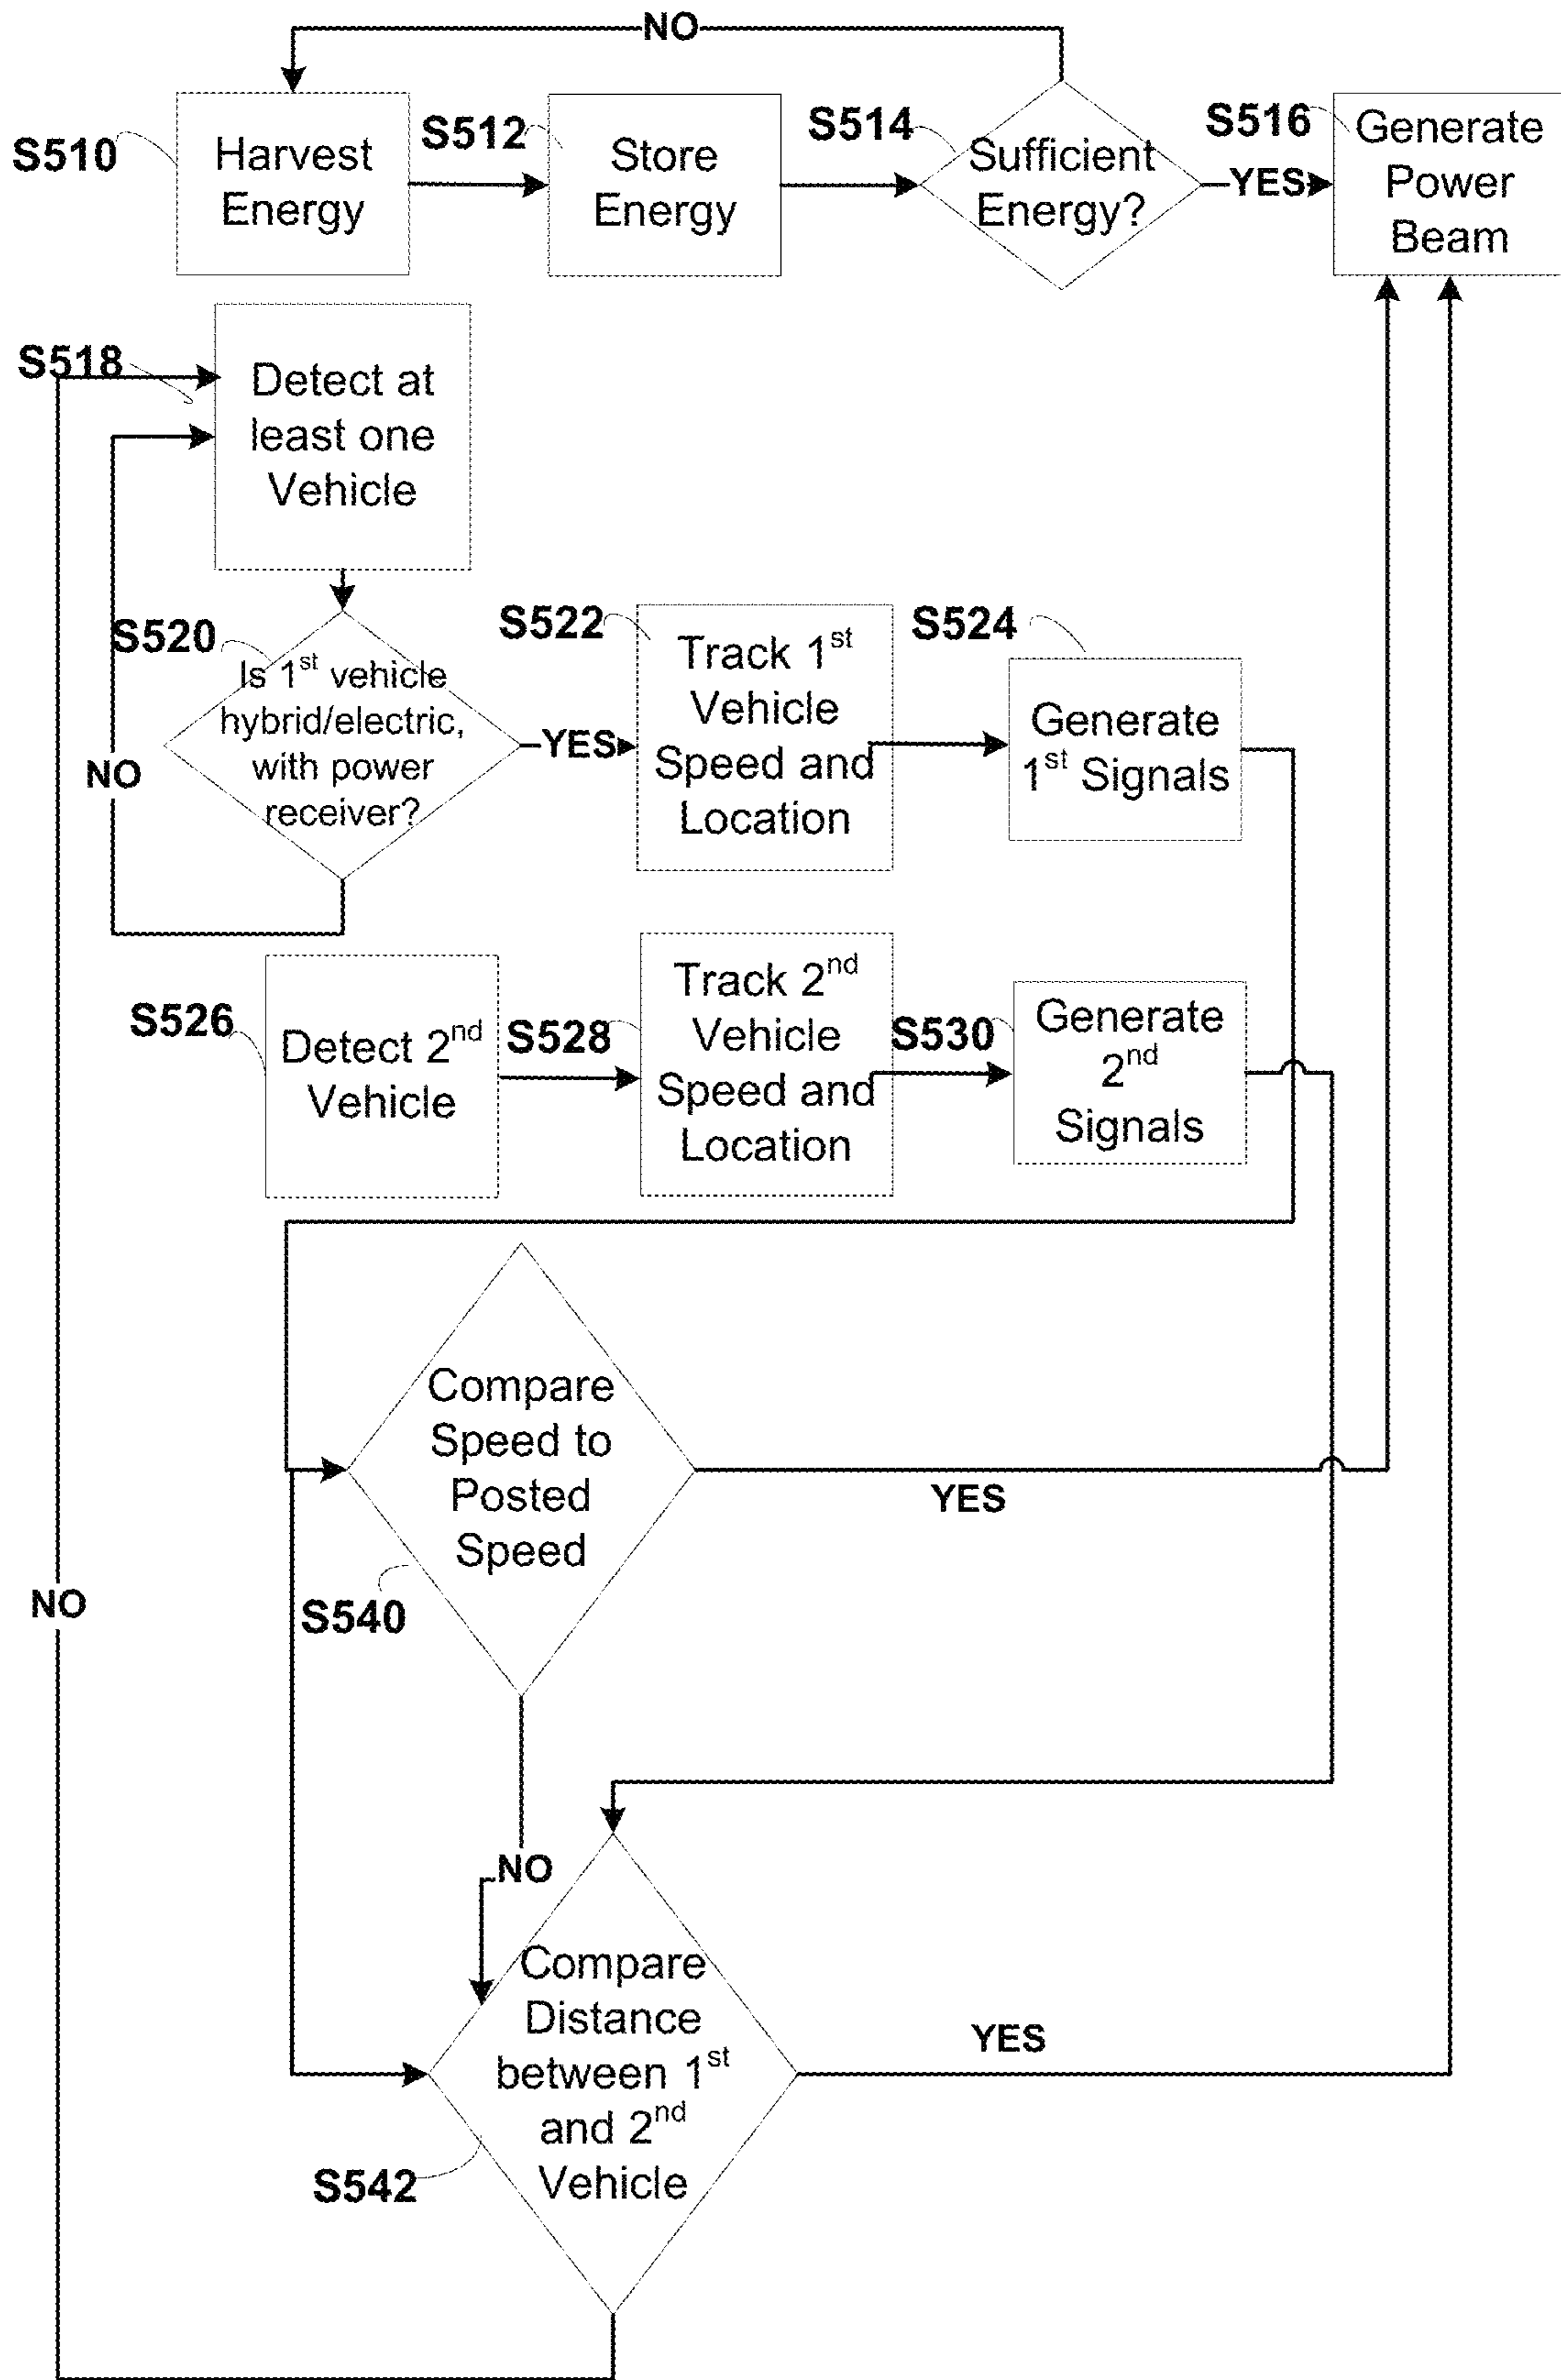 NO
S510
Harvest
Energy
S512
Store
Energy
S514
Sufficient
Energy?
YES
S516
Generate
Power
Beam
S518
Detect at
least one
Vehicle
S520
Is 1st vehicle
hybrid/electric,
with power
receiver?
NO
YES
S522
Track 1st
Vehicle
Speed and
Location
S524
Generate
1st Signals
S526
Detect 2nd
Vehicle
S528
Track 2nd
Vehicle
Speed and
Location
S530
Generate
2nd
Signals
Compare
Speed to
Posted
Speed
S540
YES
NO
NO
Compare
Distance
between 1st
and 2nd
Vehicle
S542
YES